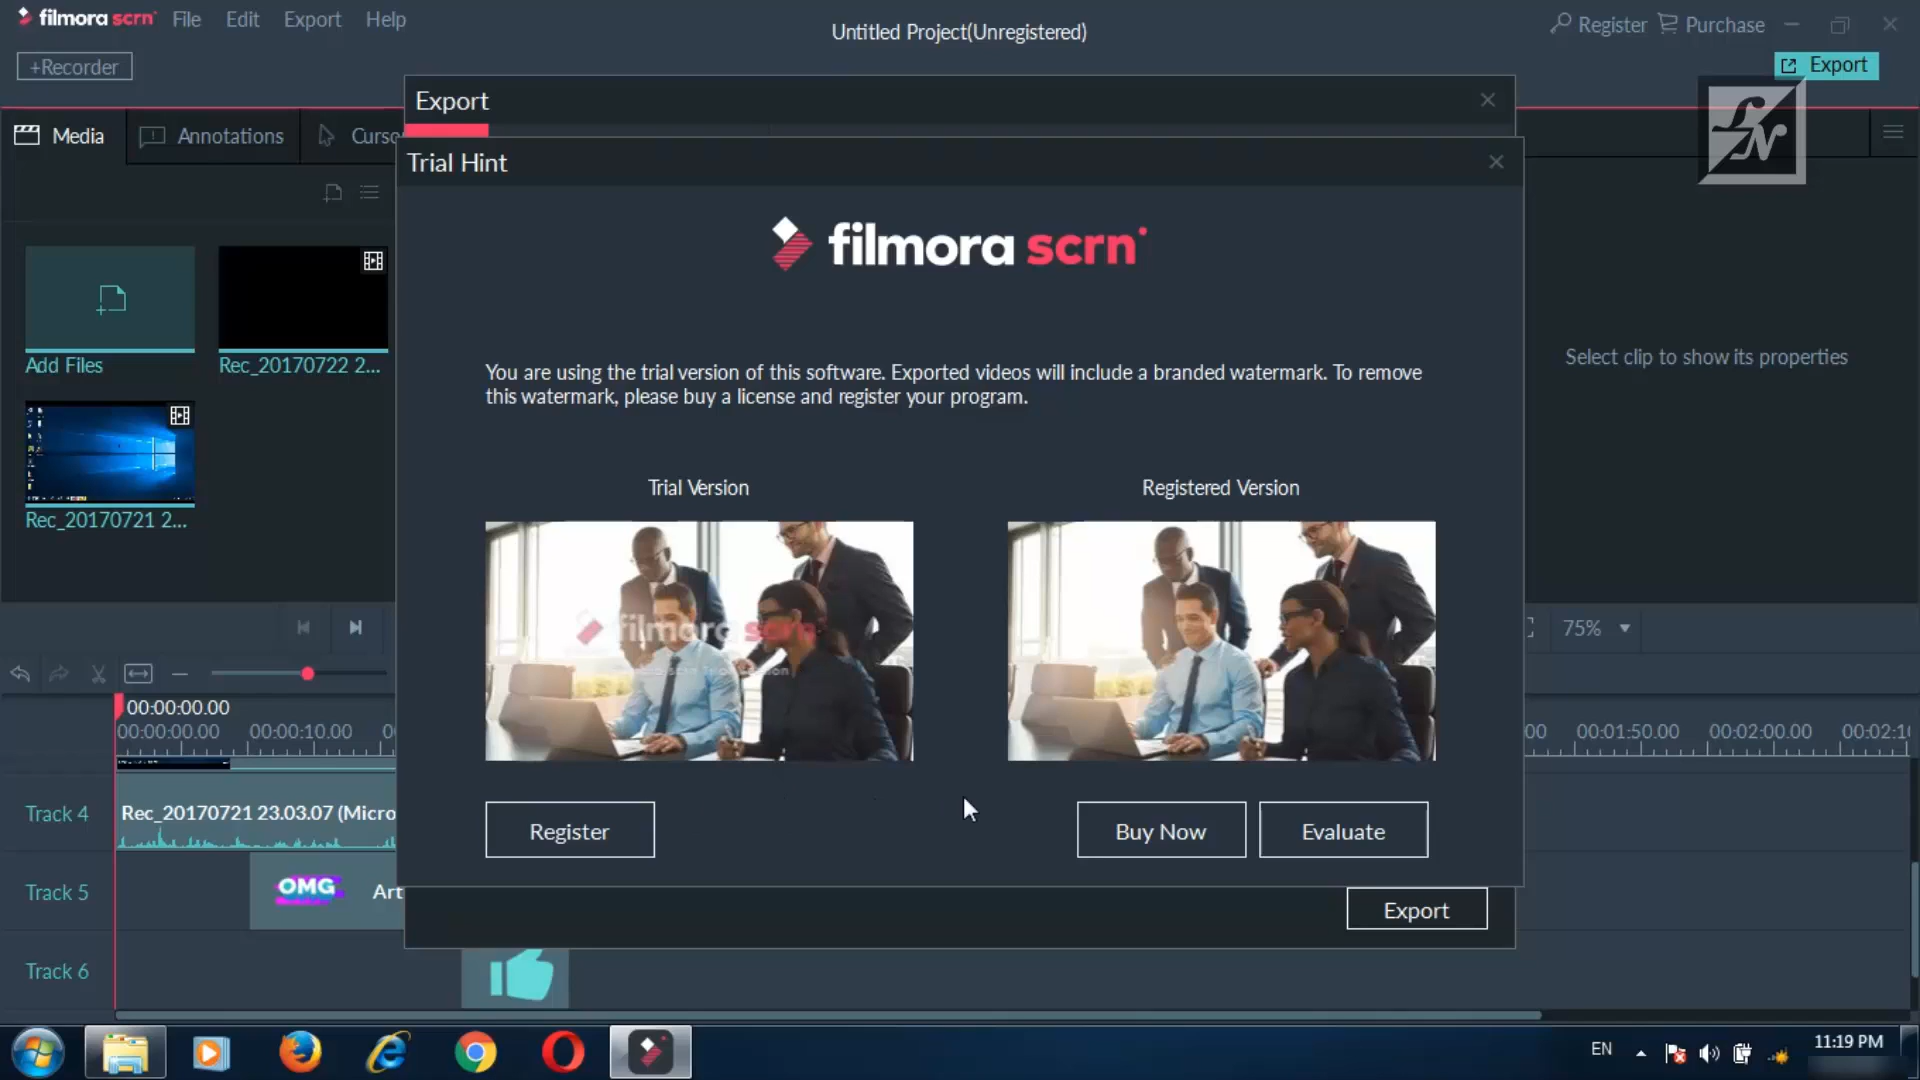 filmora scrn
File
Edit
Export
Help
Untitled Project(Unregistered)
Register
Purchase
+Recorder
Export
Media
Annotations
Export
Trial Hint
filmora scrn
Add Files
Rec_20170722 2...
Rec_20170721 2...
You are using the trial version of this software. Exported videos will include a branded watermark. To remove
this watermark, please buy a license and register your program.
Trial Version
Registered Version
filmora scrn
Register
Buy Now
Evaluate
Export
Select clip to show its properties
75%
00:00:00.00
00:00:00.00
00:00:10.00
00:01:50.00
00:02:00.00
Track 4
Rec_20170721 23.03.07 (Micro
Track 5
OMG
Art
Track 6
EN
11:19 PM